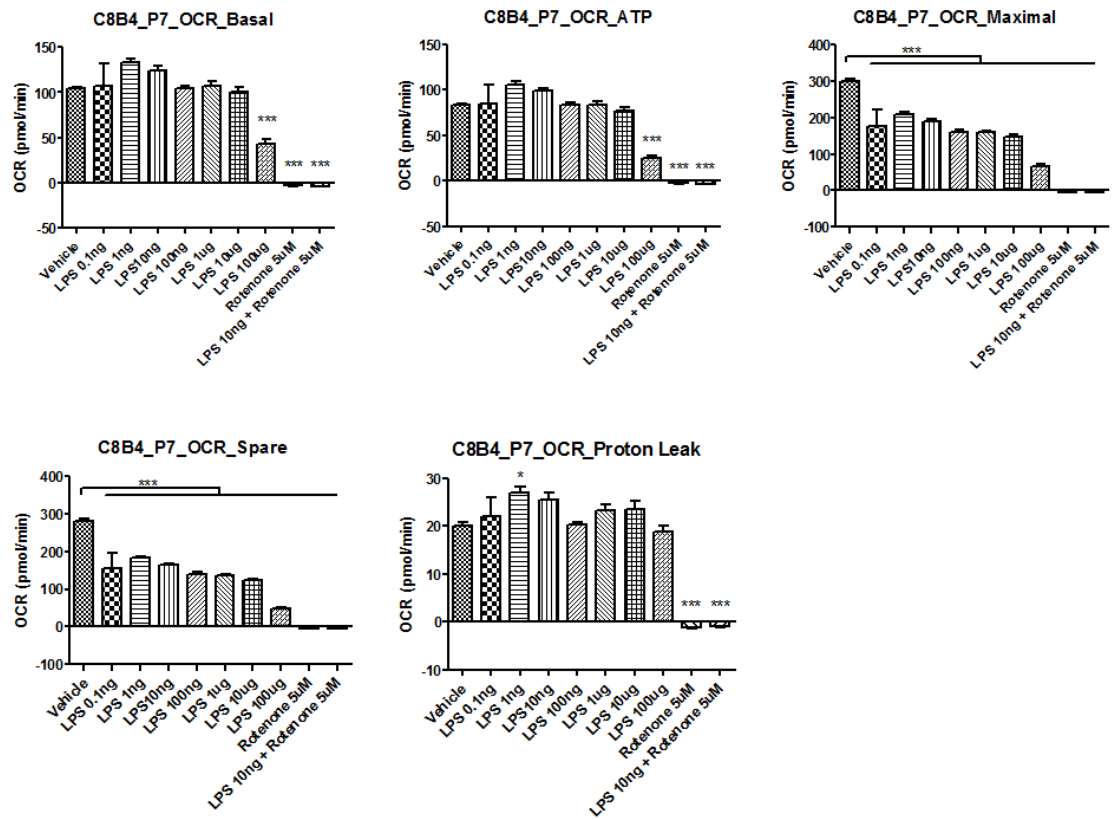 C8B4_P7_OCR_Basal
OCR (pmol/min)
150
100
50
0
-50
***
*** ***
Vehicle
LPS 0.1ng
LPS 1ng
LPS10ng
LPS 100ng
LPS 1ug
LPS 10ug
LPS 100ug
Rotenone 5uM
LPS 10ng + Rotenone 5uM
C8B4_P7_OCR_ATP
OCR (pmol/min)
150
100
50
0
-50
***
*** ***
Vehicle
LPS 0.1ng
LPS 1ng
LPS10ng
LPS 100ng
LPS 1ug
LPS 10ug
LPS 100ug
Rotenone 5uM
LPS 10ng + Rotenone 5uM
C8B4_P7_OCR_Maximal
OCR (pmol/min)
400
300
200
100
0
-100
***
Vehicle
LPS 0.1ng
LPS 1ng
LPS10ng
LPS 100ng
LPS 1ug
LPS 10ug
LPS 100ug
Rotenone 5uM
LPS 10ng + Rotenone 5uM
C8B4_P7_OCR_Spare
OCR (pmol/min)
400
300
200
100
0
-100
***
Vehicle
LPS 0.1ng
LPS 1ng
LPS10ng
LPS 100ng
LPS 1ug
LPS 10ug
LPS 100ug
Rotenone 5uM
LPS 10ng + Rotenone 5uM
C8B4_P7_OCR_Proton Leak
OCR (pmol/min)
30
20
10
0
-10
*
*** ***
Vehicle
LPS 0.1ng
LPS 1ng
LPS10ng
LPS 100ng
LPS 1ug
LPS 10ug
LPS 100ug
Rotenone 5uM
LPS 10ng + Rotenone 5uM